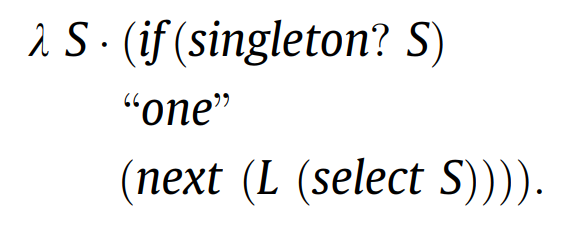 λ S · (if (singleton? S)
“one”
(next (L (select S)))).